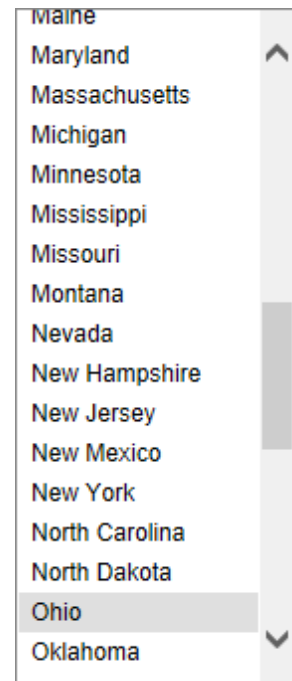 Maine
Maryland
Massachusetts
Michigan
Minnesota
Mississippi
Missouri
Montana
Nevada
New Hampshire
New Jersey
New Mexico
New York
North Carolina
North Dakota
Ohio
Oklahoma